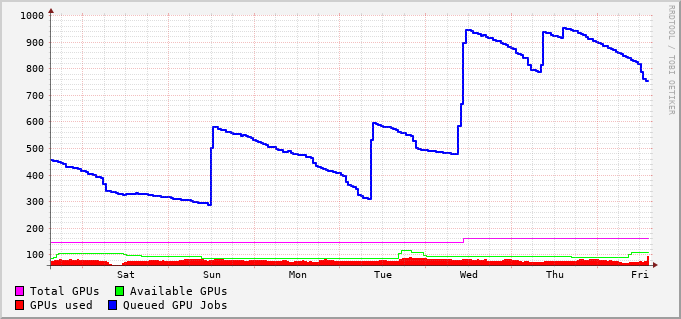 1000
900
800
700
600
500
400
300
200
100
Sat Sun Mon Tue Wed Thu Fri
Total GPUs Available GPUs
GPUs used Queued GPU Jobs
RRDTOOL / TOBI OETIKER